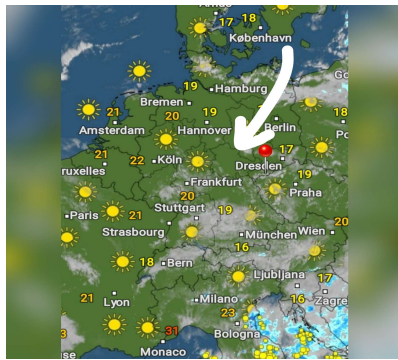 Århus
17 18
København
19 Hamburg
Bremen
20 19
21
Amsterdam Hannover Berlin
18
21
22 Köln 17
ruxelles Dresden
19
Frankfurt Praha
20
Stuttgart 19
Paris 21
Strasbourg München Wien 20
16
18 Bern
Ljubljana 17
21 Milano 16
Lyon Zagre
23
31 Bologna
Monaco